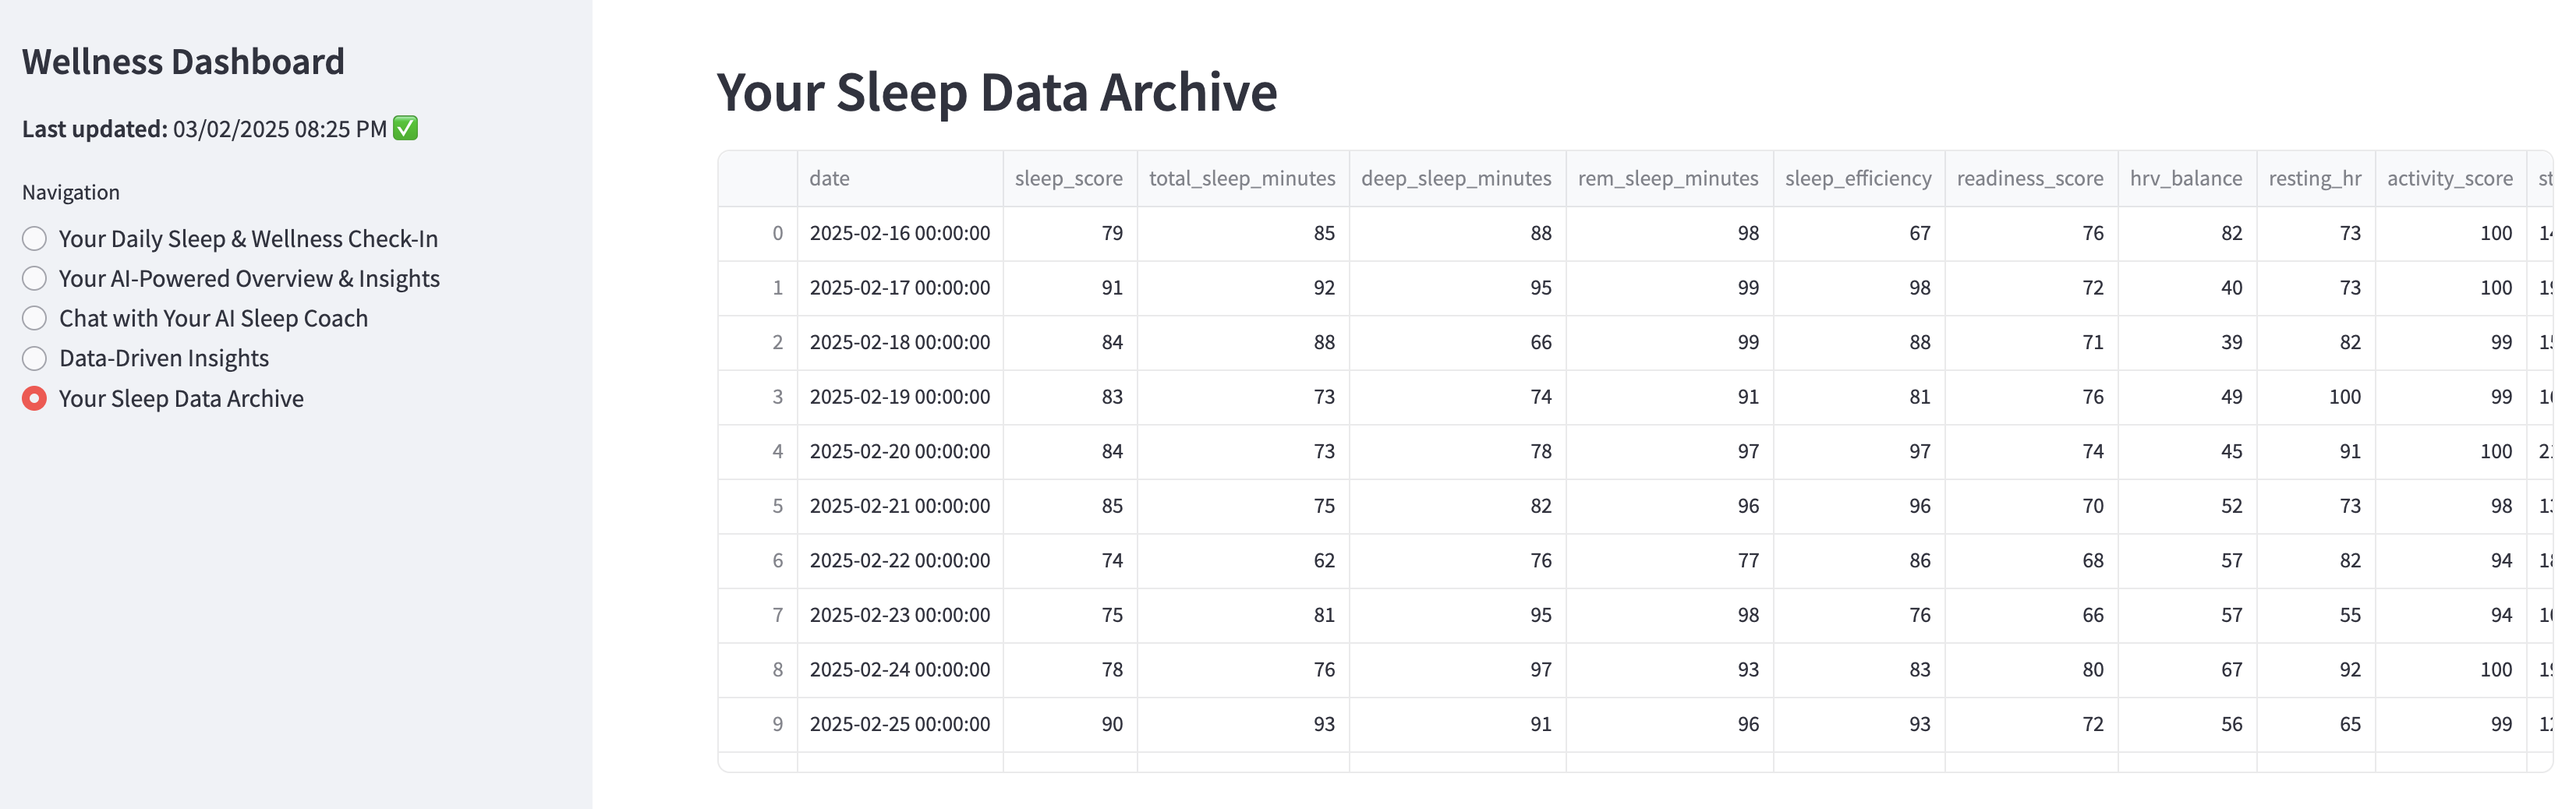 Wellness Dashboard
Last updated: 03/02/2025 08:25 PM ✅
Navigation
Your Daily Sleep & Wellness Check-In
Your AI-Powered Overview & Insights
Chat with Your AI Sleep Coach
Data-Driven Insights
Your Sleep Data Archive
Your Sleep Data Archive
date sleep_score total_sleep_minutes deep_sleep_minutes rem_sleep_minutes sleep_efficiency readiness_score hrv_balance resting_hr activity_score
0 2025-02-16 00:00:00 79 85 88 98 67 76 82 73 100
1 2025-02-17 00:00:00 91 92 95 99 98 72 40 73 100
2 2025-02-18 00:00:00 84 88 66 99 88 71 39 82 99
3 2025-02-19 00:00:00 83 73 74 91 81 76 49 100 99
4 2025-02-20 00:00:00 84 73 78 97 97 74 45 91 100
5 2025-02-21 00:00:00 85 75 82 96 96 70 52 73 98
6 2025-02-22 00:00:00 74 62 76 77 86 68 57 82 94
7 2025-02-23 00:00:00 75 81 95 98 76 66 57 55 94
8 2025-02-24 00:00:00 78 76 97 93 83 80 67 92 100
9 2025-02-25 00:00:00 90 93 91 96 93 72 56 65 99